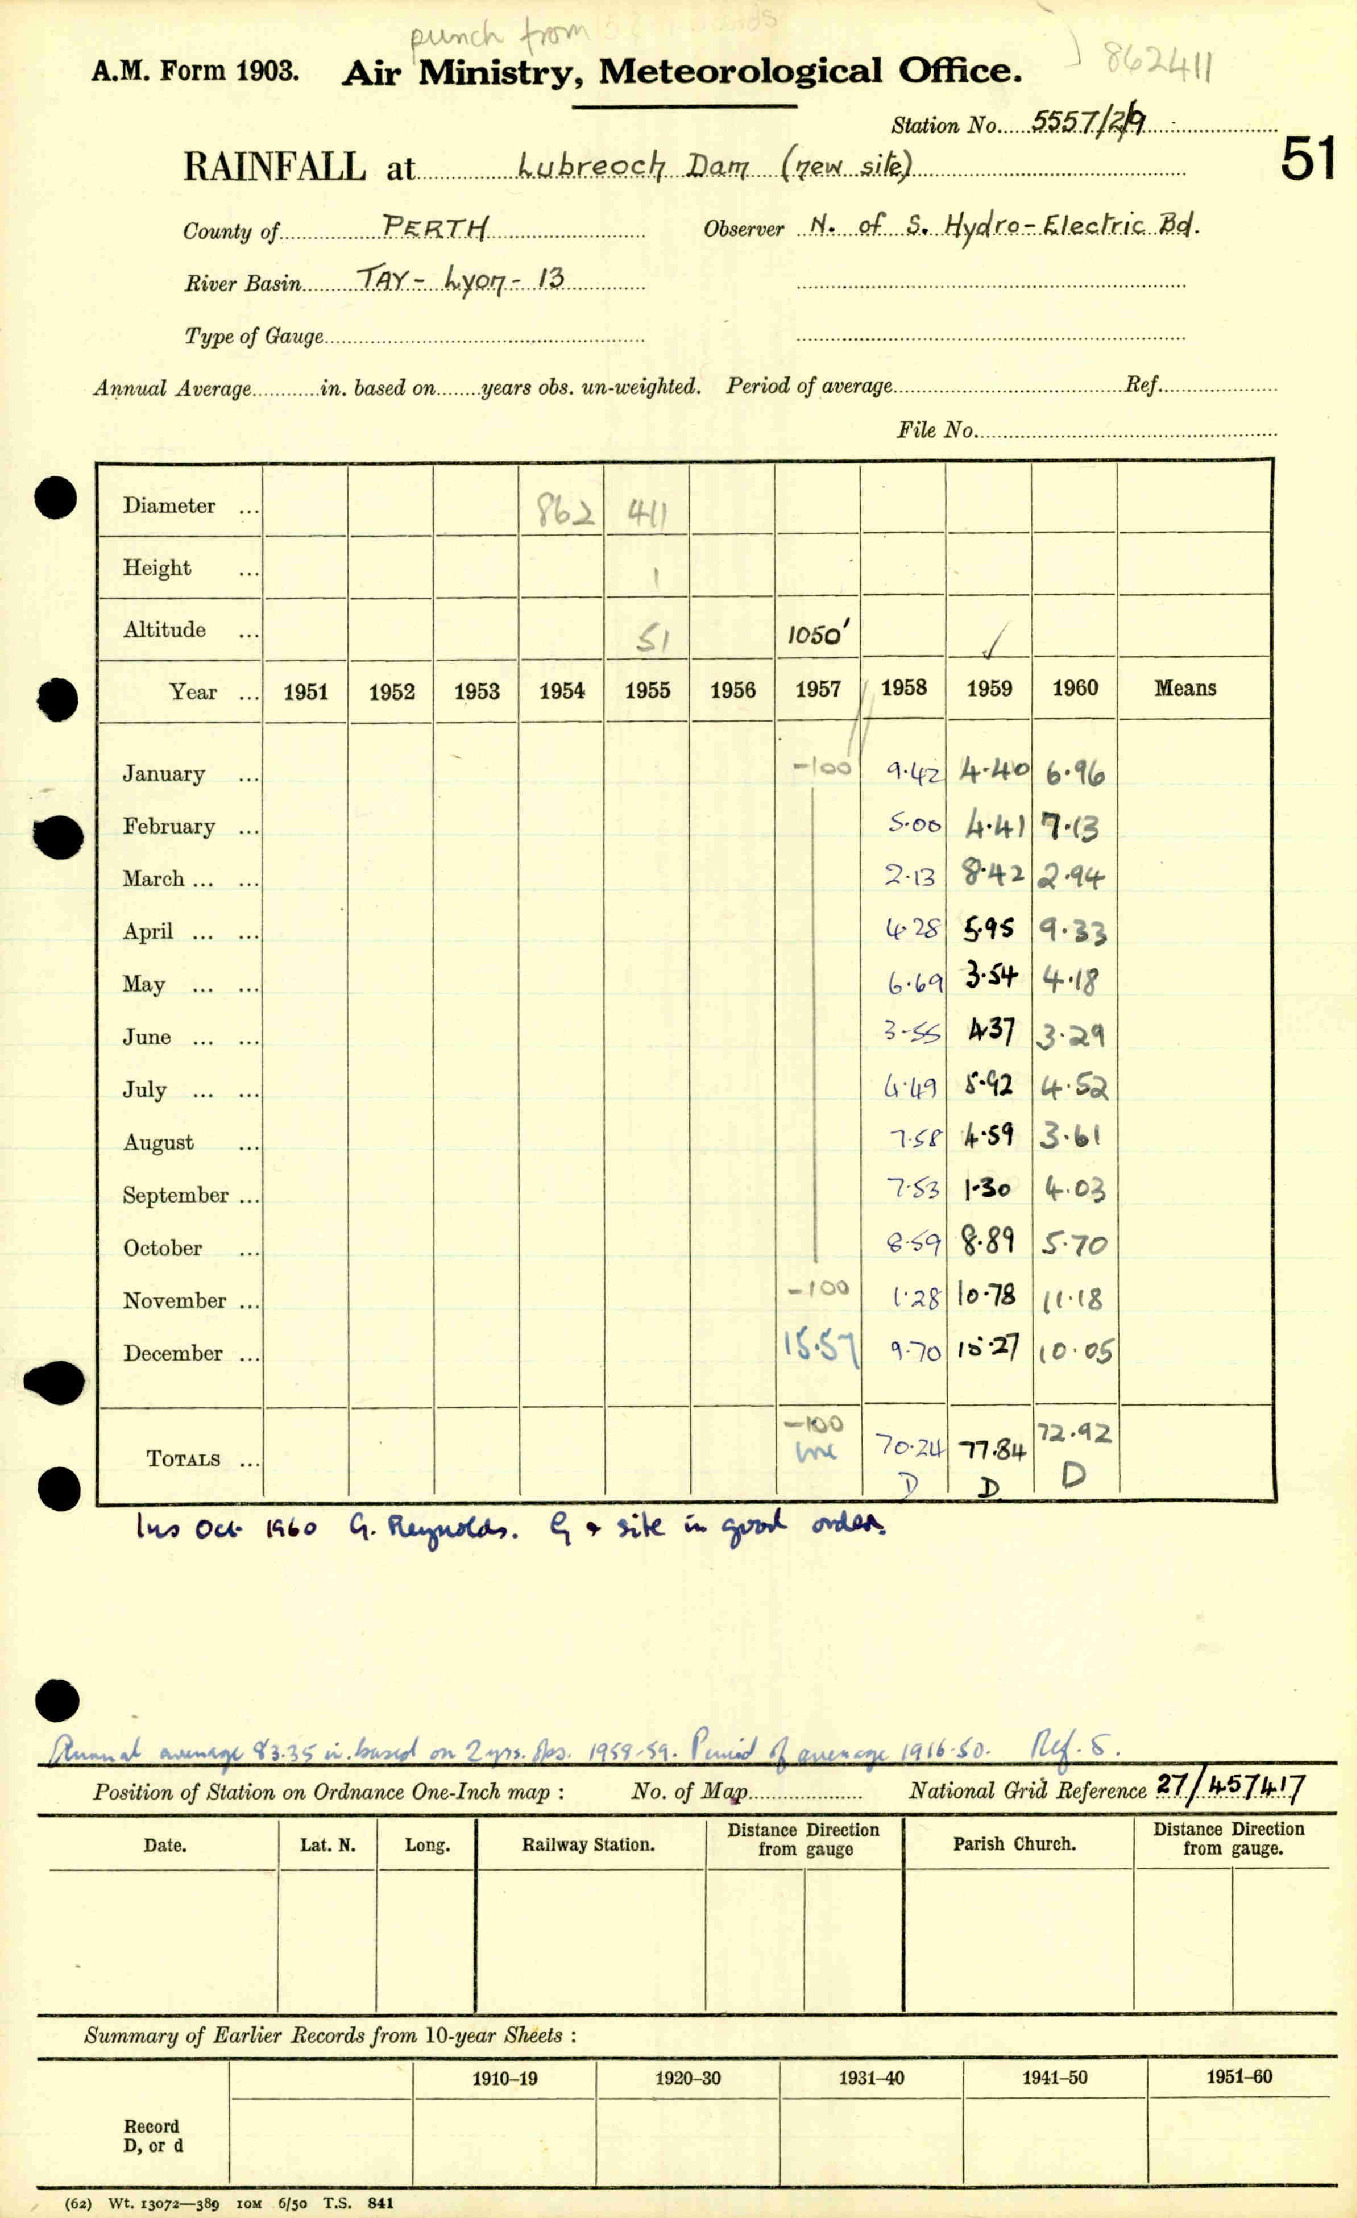 punch from
862411
A.M. Form 1903. Air Ministry, Meteorological Office.
Station No. 5557/2/9
51
RAINFALL at Lubreoch Dam (new site)
County of PERTH Observer N. of S. Hydro-Electric Bd.
River Basin TAY - Lyon - 13
Type of Gauge
Annual Average in. based on years obs. un-weighted. Period of average Ref.
File No.
Diameter ... 862 411
Height ... 1
Altitude ... 51 1050' ✓
Year ... 1951 1952 1953 1954 1955 1956 1957 1958 1959 1960 Means
January ... -100 9.42 4.40 6.96
February ... 5.00 4.41 7.13
March ... ... 2.13 8.42 2.94
April ... ... 4.28 5.95 9.33
May ... ... 6.69 3.54 4.18
June ... ... 3.55 4.37 3.29
July ... ... 4.49 5.92 4.52
August ... 7.58 4.59 3.61
September ... 7.53 1.30 4.03
October ... 8.59 8.89 5.70
November ... -100 1.28 10.78 11.18
December ... 15.57 9.70 15.27 10.05
TOTALS ... -100 inc 70.24 77.84 72.92
D D D
Ins Oct 1960 G. Reynolds. G & site in good order.
Annual average 83.35 in. based on 2 yrs. obs. 1958-59. Period of average 1916-50. Ref. S.
Position of Station on Ordnance One-Inch map : No. of Map National Grid Reference 27/457417
Date. Lat. N. Long. Railway Station. Distance Direction from gauge Parish Church. Distance Direction from gauge.
Summary of Earlier Records from 10-year Sheets :
1910–19 1920–30 1931–40 1941–50 1951–60
Record
D, or d
(62) Wt. 13072—389 10M 6/50 T.S. 841